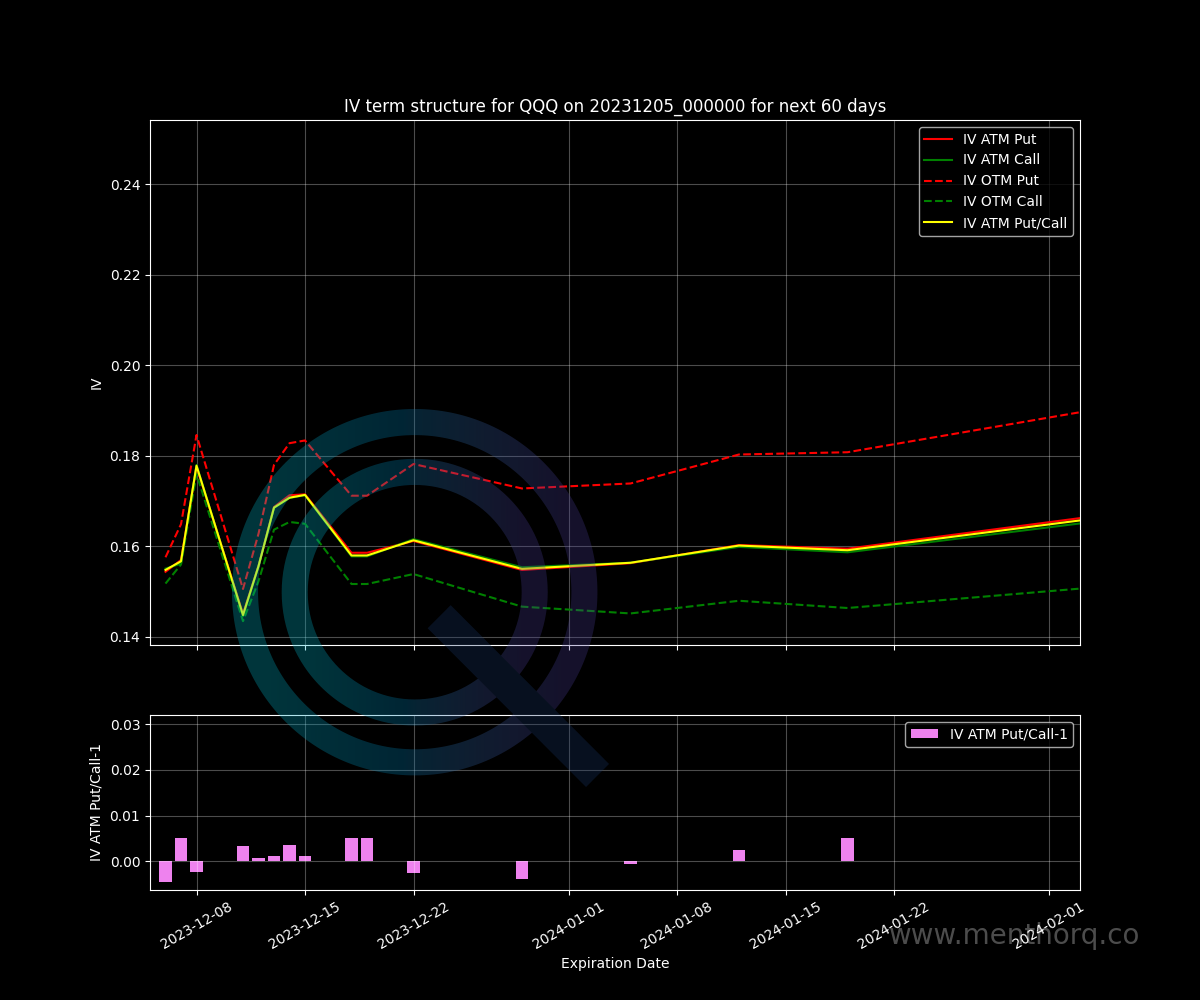 IV term structure for QQQ on 20231205_000000 for next 60 days
IV ATM Put
IV ATM Call
IV OTM Put
IV OTM Call
IV ATM Put/Call
0.24
0.22
0.20
0.18
0.16
0.14
IV
IV ATM Put/Call-1
0.03
0.02
0.01
0.00
IV ATM Put/Call-1
2023-12-08
2023-12-15
2023-12-22
2024-01-01
2024-01-08
2024-01-15
2024-01-22
2024-02-01
www.menthorq.co
Expiration Date